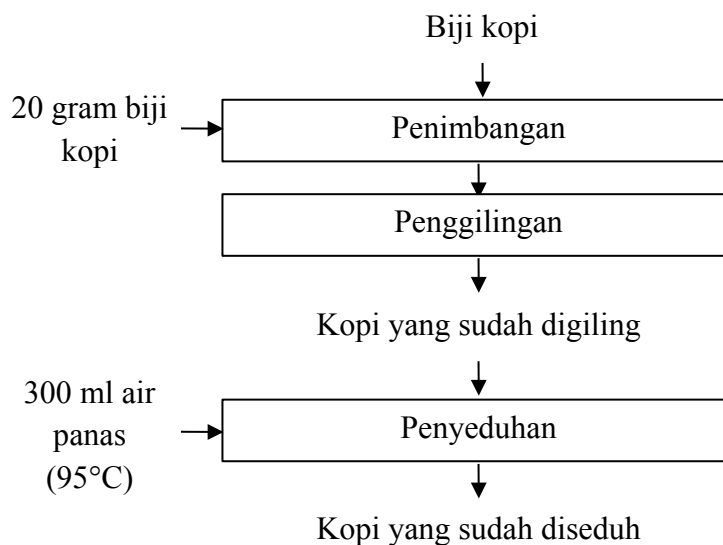 Biji kopi
20 gram biji
kopi
Penimbangan
Penggilingan
Kopi yang sudah digiling
300 ml air
panas
(95°C)
Penyeduhan
Kopi yang sudah diseduh